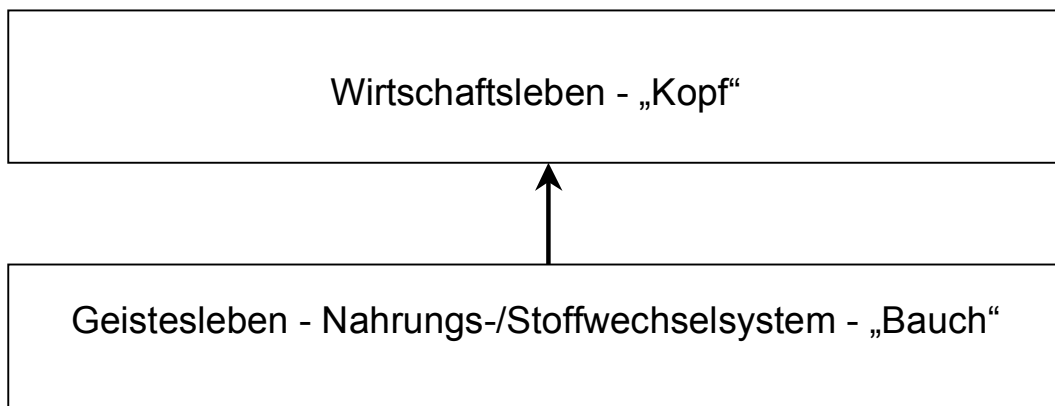 Wirtschaftsleben - „Kopf“
Geistesleben - Nahrungs-/Stoffwechselsystem - „Bauch“